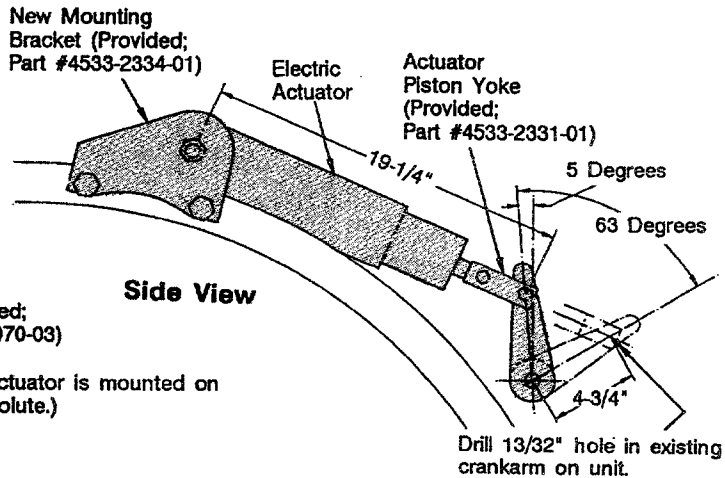 New Mounting
Bracket (Provided;
Part #4533-2334-01)
Electric
Actuator
Actuator
Piston Yoke
(Provided;
Part #4533-2331-01)
19-1/4"
5 Degrees
63 Degrees
Side View
ed;
070-03)
ctuator is mounted on
olute.)
4-3/4"
Drill 13/32" hole in existing
crankarm on unit.